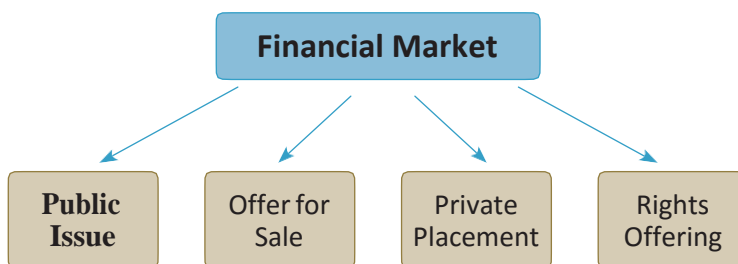 Financial Market
Public
Issue
Offer for
Sale
Private
Placement
Rights
Offering